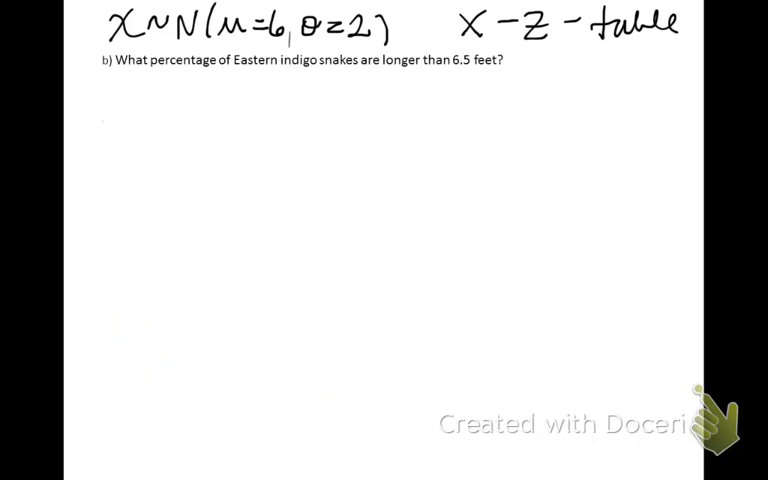 X ~ N(μ=6, σ=2) X - Z - table
b) What percentage of Eastern indigo snakes are longer than 6.5 feet?
Created with Doceri